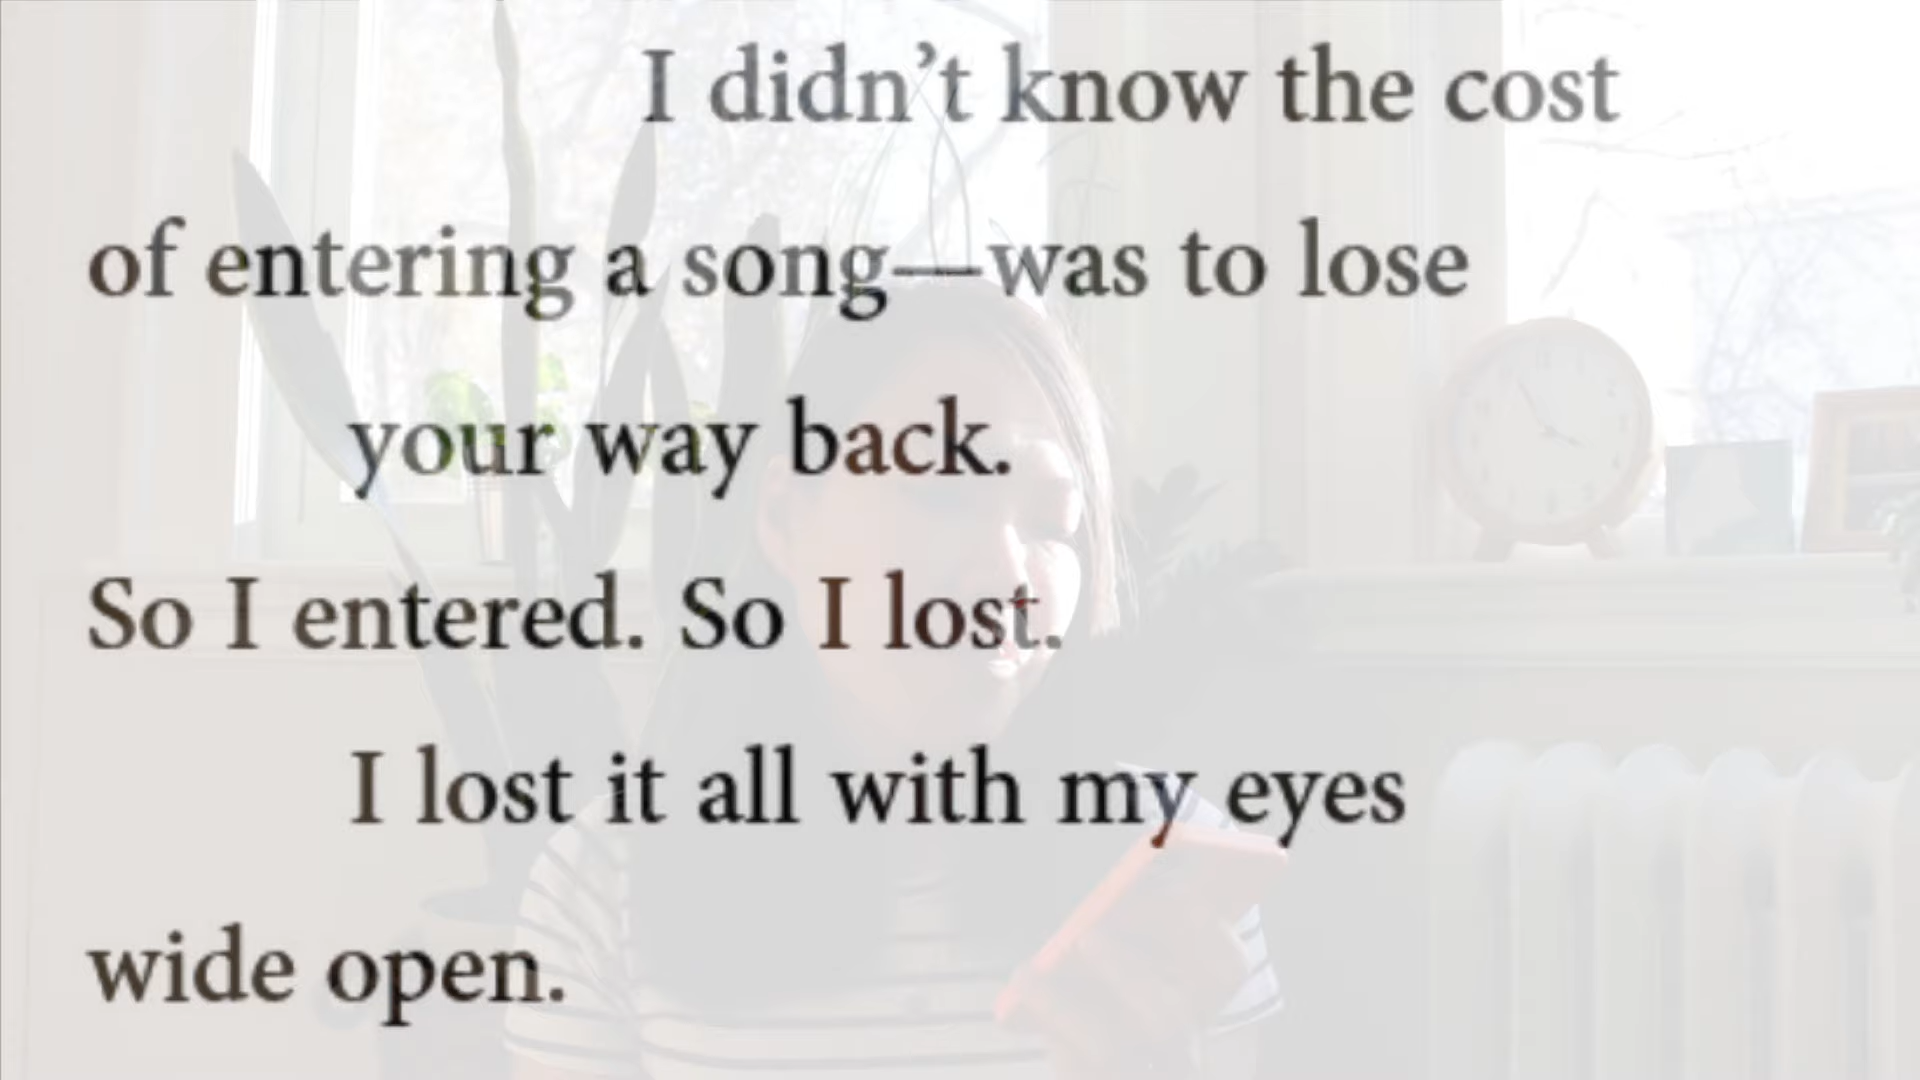 I didn’t know the cost
of entering a song—was to lose
your way back.
So I entered. So I lost.
I lost it all with my eyes
wide open.